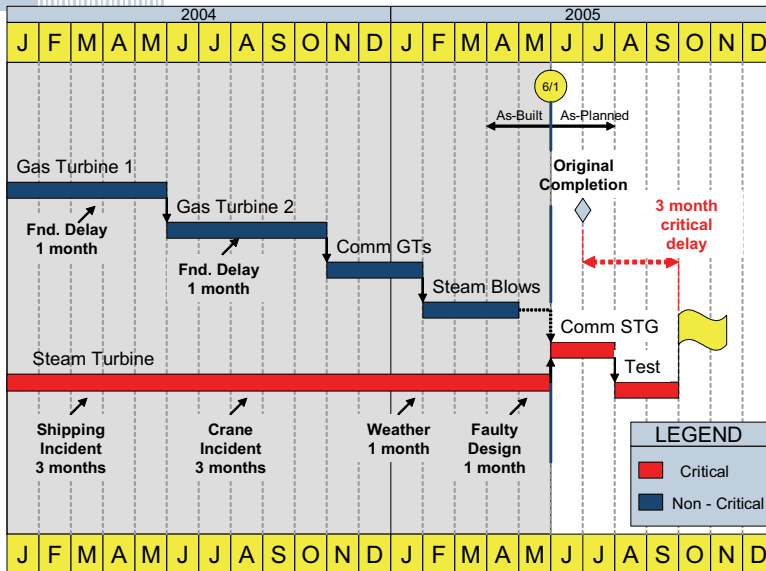 2004 2005
J F M A M J J A S O N D J F M A M J J A S O N D
6/1
As-Built As-Planned
Gas Turbine 1
Fnd. Delay
1 month
Gas Turbine 2
Fnd. Delay
1 month
Comm GTs
Steam Blows
Original
Completion
3 month
critical
delay
Comm STG
Test
Steam Turbine
Shipping
Incident
3 months
Crane
Incident
3 months
Weather
1 month
Faulty
Design
1 month
LEGEND
Critical
Non - Critical
J F M A M J J A S O N D J F M A M J J A S O N D